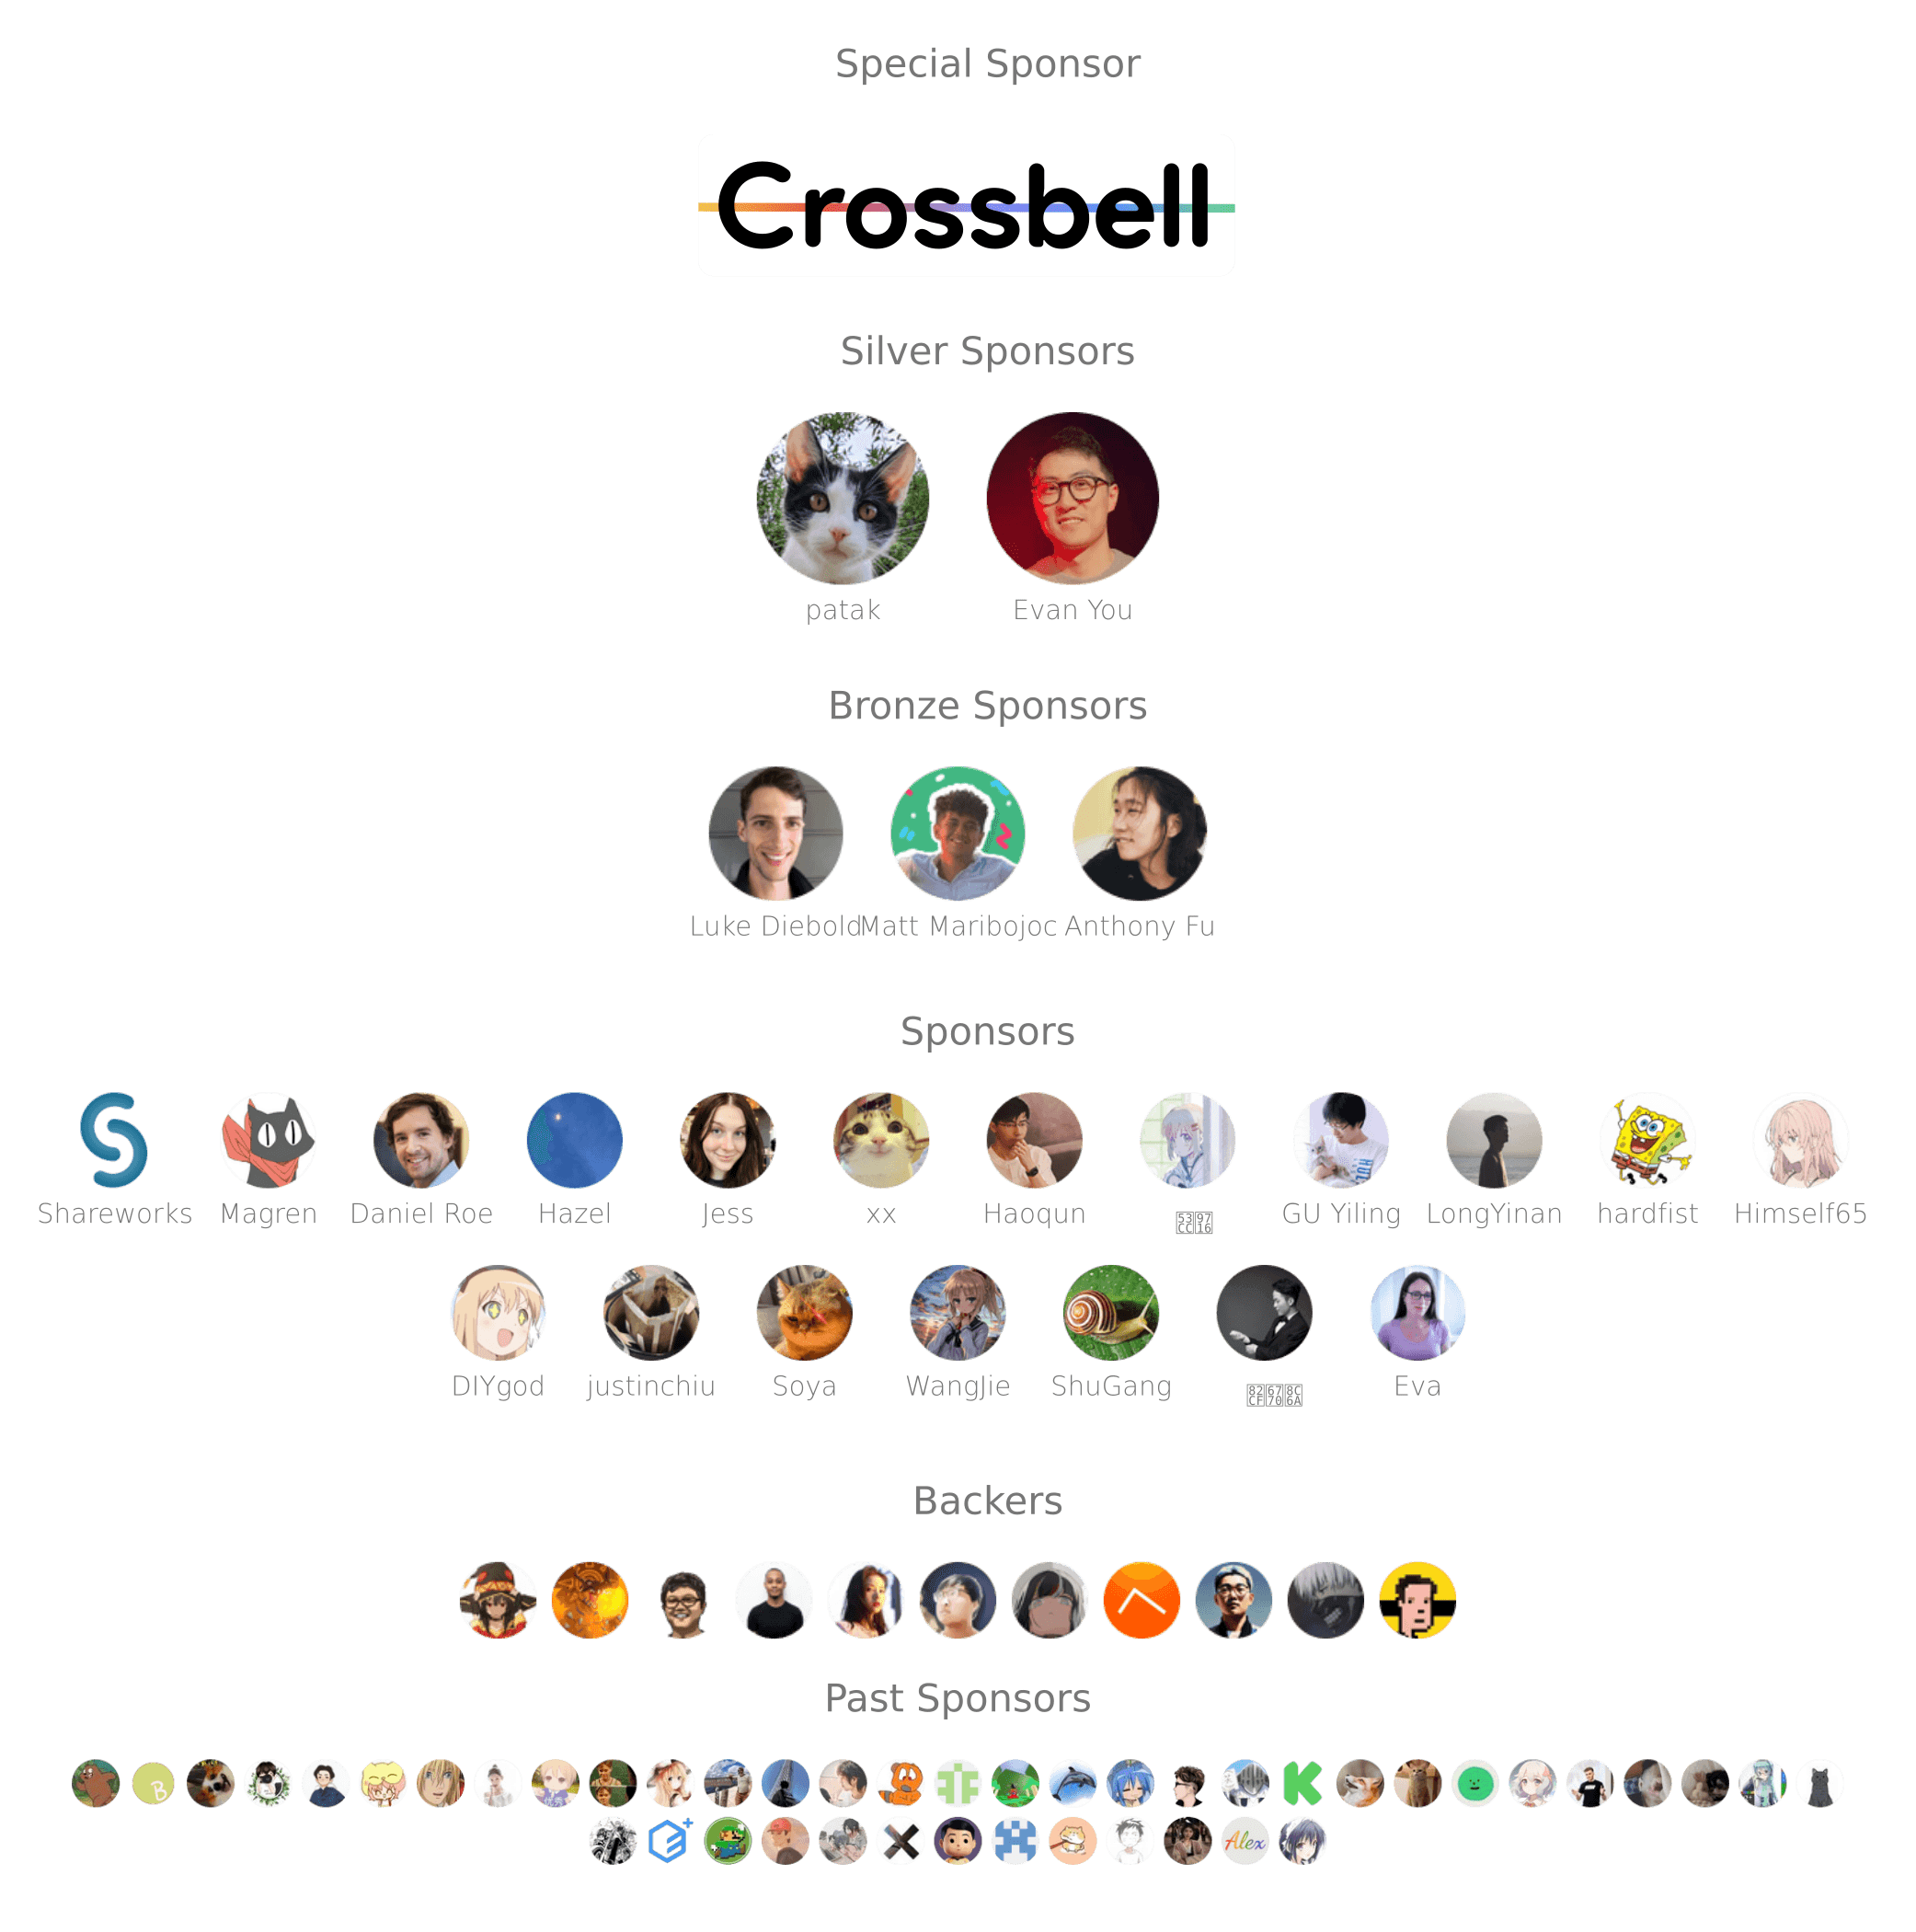 Special Sponsor
Crossbell
Silver Sponsors
patak Evan You
Bronze Sponsors
Luke Diebold Matt Maribojoc Anthony Fu
Sponsors
Shareworks Magren Daniel Roe Hazel Jess xx Haoqun GU Yiling LongYinan hardfist Himself65
DIYgod justinchiu Soya WangJie ShuGang Eva
Backers
Past Sponsors
B
Alex